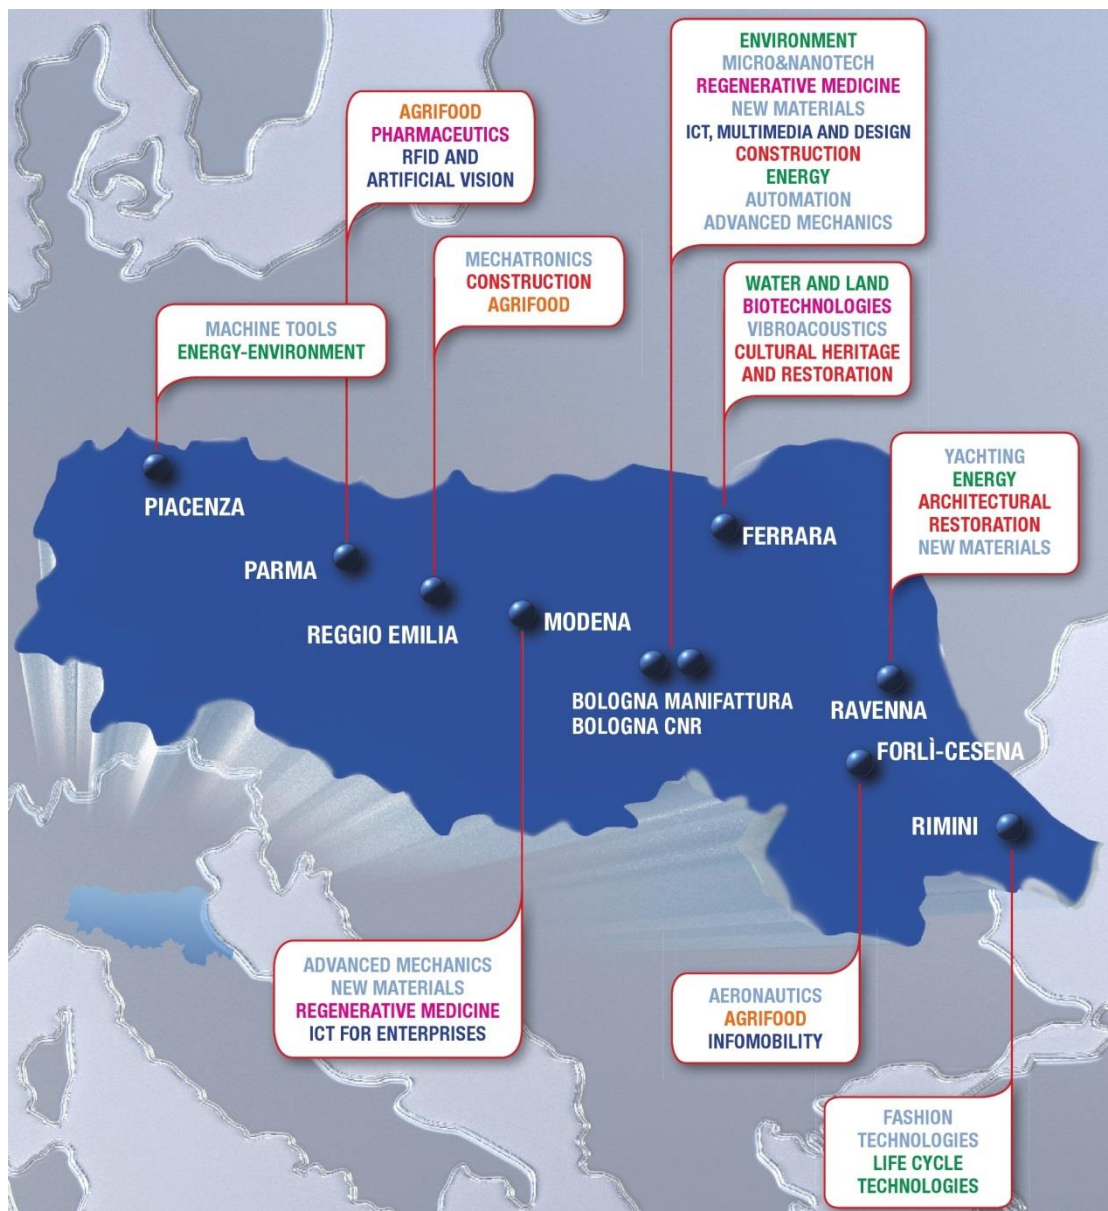 ENVIRONMENT
MICRO&NANOTECH
REGENERATIVE MEDICINE
NEW MATERIALS
ICT, MULTIMEDIA AND DESIGN
CONSTRUCTION
ENERGY
AUTOMATION
ADVANCED MECHANICS
AGRIFOOD
PHARMACEUTICS
RFID AND
ARTIFICIAL VISION
MECHATRONICS
CONSTRUCTION
AGRIFOOD
WATER AND LAND
BIOTECHNOLOGIES
VIBROACOUSTICS
CULTURAL HERITAGE
AND RESTORATION
MACHINE TOOLS
ENERGY-ENVIRONMENT
YACHTING
ENERGY
ARCHITECTURAL
RESTORATION
NEW MATERIALS
PIACENZA
PARMA
REGGIO EMILIA
MODENA
FERRARA
BOLOGNA MANIFATTURA
BOLOGNA CNR
RAVENNA
FORLÌ-CESENA
RIMINI
ADVANCED MECHANICS
NEW MATERIALS
REGENERATIVE MEDICINE
ICT FOR ENTERPRISES
AERONAUTICS
AGRIFOOD
INFOMOBILITY
FASHION
TECHNOLOGIES
LIFE CYCLE
TECHNOLOGIES